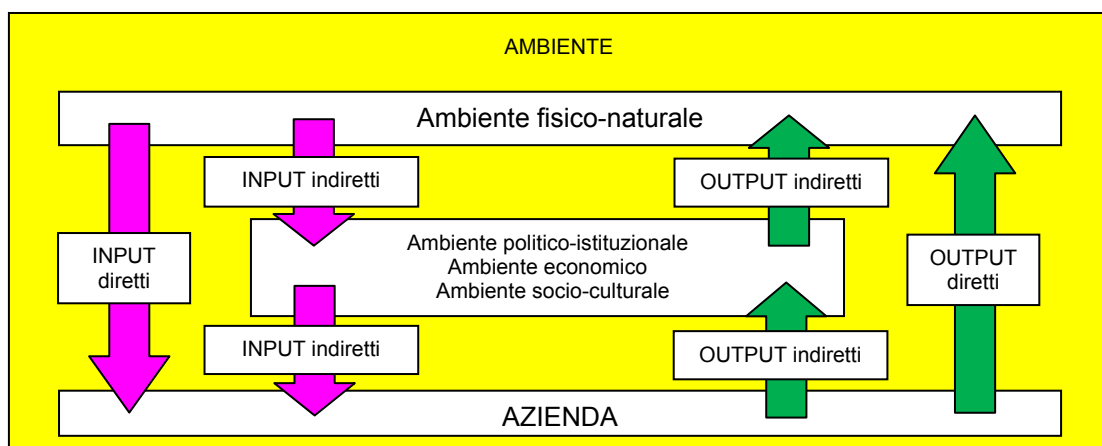 AMBIENTE
Ambiente fisico-naturale
INPUT indiretti
OUTPUT indiretti
INPUT
diretti
Ambiente politico-istituzionale
Ambiente economico
Ambiente socio-culturale
OUTPUT
diretti
INPUT indiretti
OUTPUT indiretti
AZIENDA